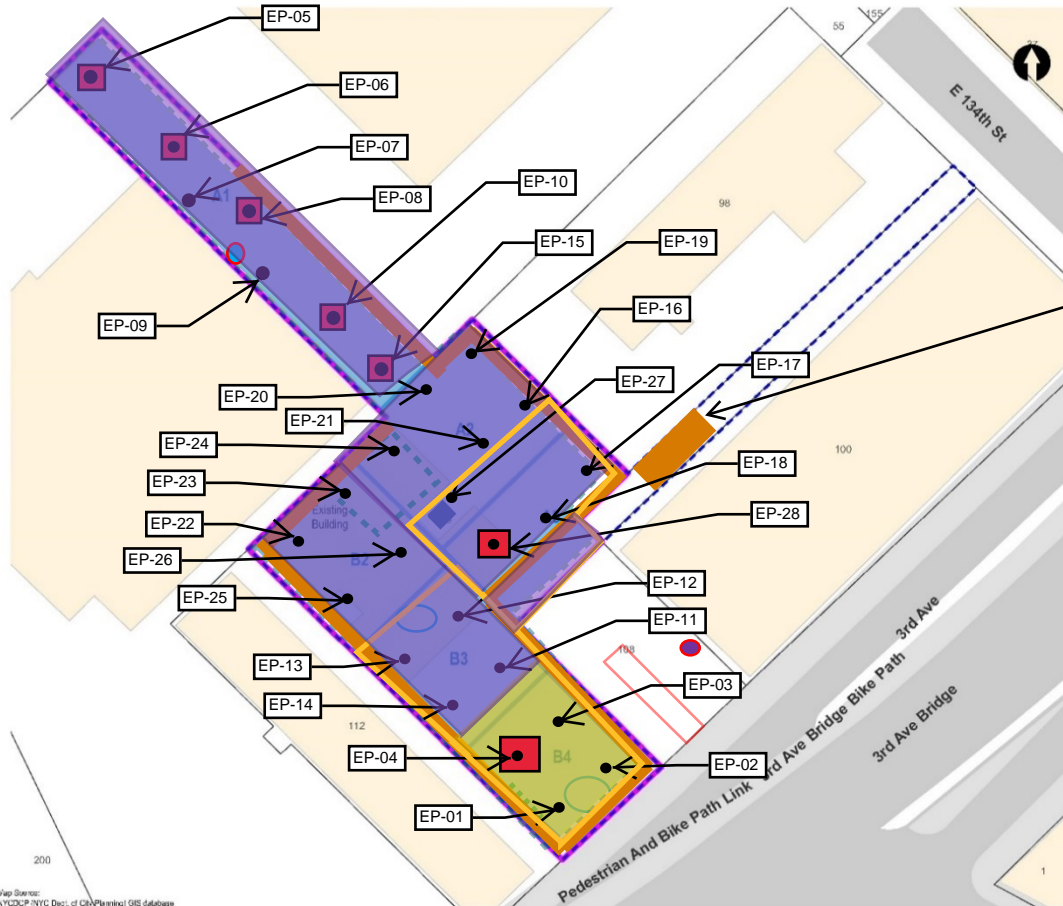 EP-05
55
155
EP-06
E 134th St
EP-07
EP-10
EP-08
A1
98
EP-15
EP-19
EP-16
EP-09
EP-17
EP-27
EP-20
EP-21
A2
EP-24
100
EP-18
EP-23
Existing
Building
EP-28
EP-22
B2
EP-26
EP-12
EP-25
3rd Ave
EP-11
108
B3
EP-13
EP-03
EP-14
3rd Ave Bridge
112
EP-04
B4
EP-02
Pedestrian And Bike Path Link
3rd Ave Bridge Bike Path
EP-01
200
1
Map Source:
NYCDCP (NYC Dept. of City Planning) GIS database